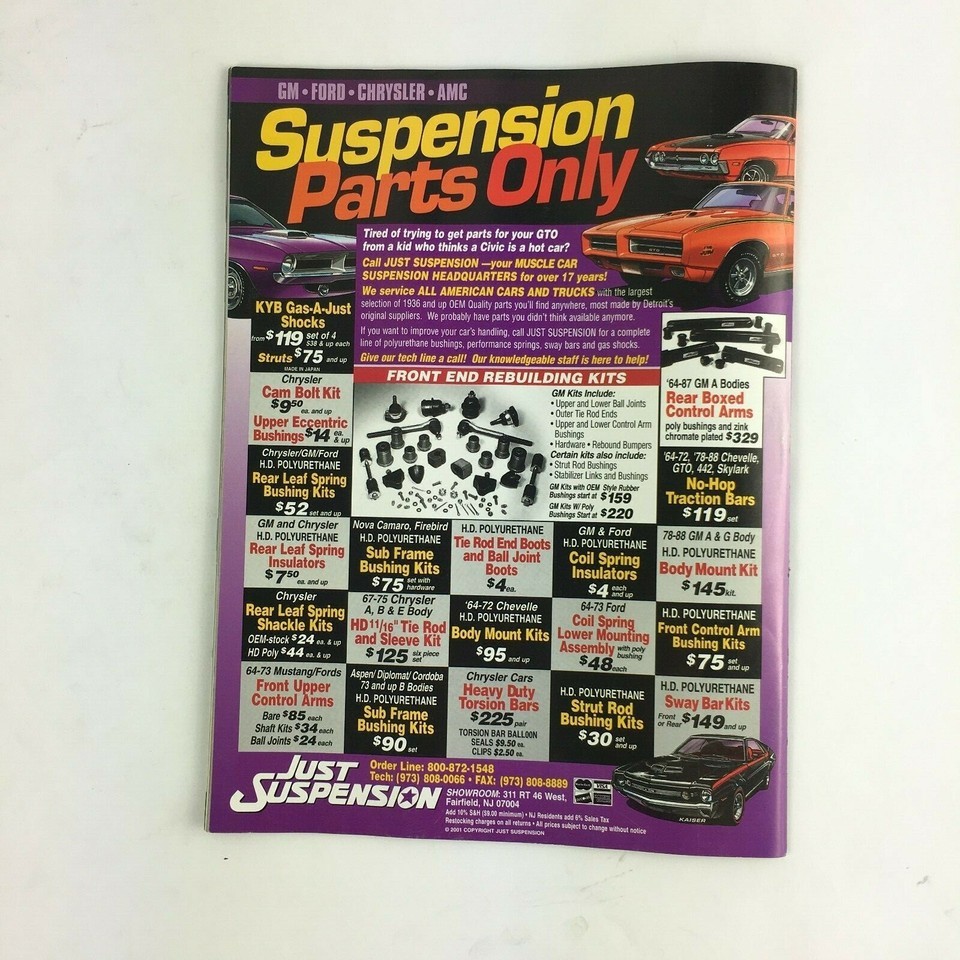 GM • FORD • CHRYSLER • AMC
Suspension
Parts Only
Tired of trying to get parts for your GTO
from a kid who thinks a Civic is a hot car?
Call JUST SUSPENSION —your MUSCLE CAR
SUSPENSION HEADQUARTERS for over 17 years!
We service ALL AMERICAN CARS AND TRUCKS with the largest
selection of 1936 and up OEM Quality parts you'll find anywhere, most made by Detroit's
original suppliers. We probably have parts you didn't think available anymore.
If you want to improve your car's handling, call JUST SUSPENSION for a complete
line of polyurethane bushings, performance springs, sway bars and gas shocks.
Give our tech line a call! Our knowledgeable staff is here to help!
KYB Gas-A-Just
Shocks
from $119 set of 4
$38 & up each
Struts $75 and up
MADE IN JAPAN
Chrysler
Cam Bolt Kit
$9.50 ea. and up
Upper Eccentric
Bushings $14 ea. & up
Chrysler/GM/Ford
H.D. POLYURETHANE
Rear Leaf Spring
Bushing Kits
$52 set and up
FRONT END REBUILDING KITS
GM Kits Include:
• Upper and Lower Ball Joints
• Outer Tie Rod Ends
• Upper and Lower Control Arm
Bushings
• Hardware • Rebound Bumpers
Certain kits also include:
• Strut Rod Bushings
• Stabilizer Links and Bushings
GM Kits with OEM Style Rubber
Bushings start at $159
GM Kits W/ Poly
Bushings Start at $220
'64-87 GM A Bodies
Rear Boxed
Control Arms
poly bushings and zink
chromate plated $329
'64-72, '78-88 Chevelle,
GTO, 442, Skylark
No-Hop
Traction Bars
$119 set
GM and Chrysler
H.D. POLYURETHANE
Rear Leaf Spring
Insulators
$7.50 ea. and up
Nova Camaro, Firebird
H.D. POLYURETHANE
Sub Frame
Bushing Kits
$75 set with
hardware
H.D. POLYURETHANE
Tie Rod End Boots
and Ball Joint
Boots
$4 ea.
GM & Ford
H.D. POLYURETHANE
Coil Spring
Insulators
$4 each
and up
78-88 GM A & G Body
H.D. POLYURETHANE
Body Mount Kit
$145 kit.
Chrysler
Rear Leaf Spring
Shackle Kits
OEM-stock $24 ea. & up
HD Poly $44 ea. & up
67-75 Chrysler
A, B & E Body
HD 11/16" Tie Rod
and Sleeve Kit
$125 six piece
set
'64-72 Chevelle
H.D. POLYURETHANE
Body Mount Kits
$95 and up
64-73 Ford
Coil Spring
Lower Mounting
Assembly with poly
bushing
$48 each
H.D. POLYURETHANE
Front Control Arm
Bushing Kits
$75 set
and up
64-73 Mustang/Fords
Front Upper
Control Arms
Bare $85 each
Shaft Kits $34 each
Ball Joints $24 each
Aspen/ Diplomat/ Cordoba
73 and up B Bodies
H.D. POLYURETHANE
Sub Frame
Bushing Kits
$90 set
Chrysler Cars
Heavy Duty
Torsion Bars
$225 pair
TORSION BAR BALLOON
SEALS $9.50 ea.
CLIPS $2.50 ea.
H.D. POLYURETHANE
Strut Rod
Bushing Kits
$30 set
and up
H.D. POLYURETHANE
Sway Bar Kits
Front
or Rear $149 and up
JUST
SUSPENSION
Order Line: 800-872-1548
Tech: (973) 808-0066 • FAX: (973) 808-8889
SHOWROOM: 311 RT 46 West,
Fairfield, NJ 07004
VISA
Add 10% S&H ($9.00 minimum) • NJ Residents add 6% Sales Tax
Restocking charges on all returns • All prices subject to change without notice
© 2001 COPYRIGHT JUST SUSPENSION
KAISER